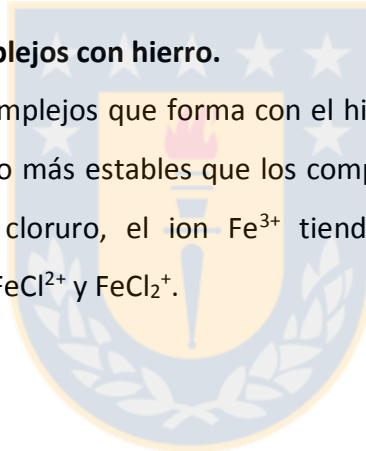 plejos con hierro.
mplejos que forma con el hi
o más estables que los comp
cloruro, el ion Fe³⁺ tiend
FeCl²⁺ y FeCl₂⁺.